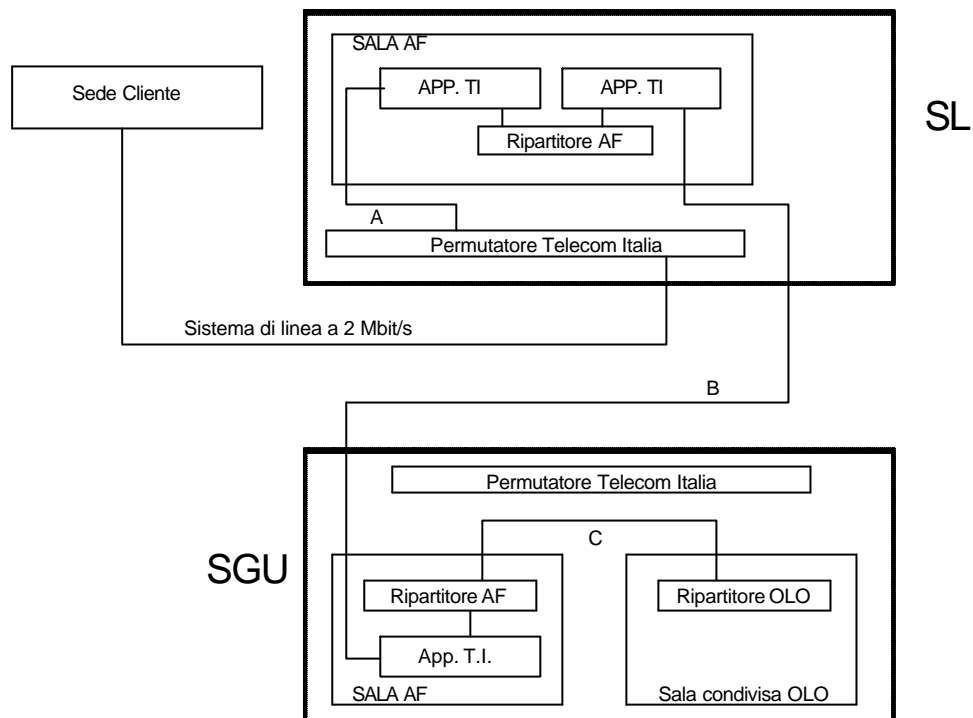 SALA AF
Sede Cliente
APP. TI
APP. TI
SL
Ripartitore AF
A
Permutatore Telecom Italia
Sistema di linea a 2 Mbit/s
B
Permutatore Telecom Italia
C
SGU
Ripartitore AF
Ripartitore OLO
App. T.I.
SALA AF
Sala condivisa OLO